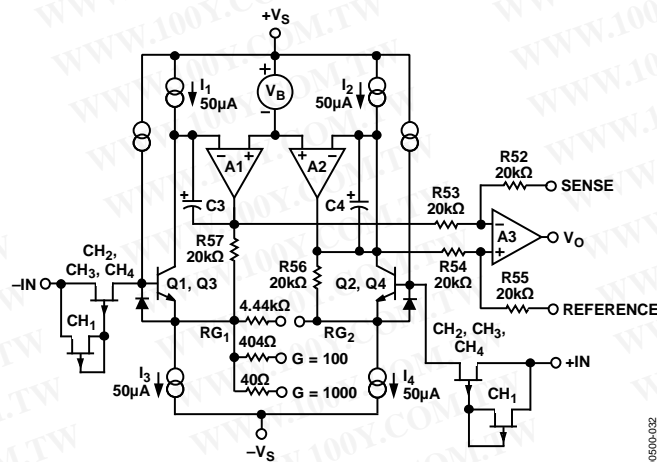 +VS
I1
50µA
+
VB
–
I2
50µA
–
+
A1
+
–
A2
+
C3
C4
+
R52
20kΩ
SENSE
R53
20kΩ
–
A3
+
VO
R57
20kΩ
R56
20kΩ
R54
20kΩ
R55
20kΩ
REFERENCE
CH2,
CH3, CH4
–IN
Q1, Q3
Q2, Q4
CH1
4.44kΩ
RG1
RG2
404Ω
G = 100
40Ω
G = 1000
CH2, CH3,
CH4
+IN
CH1
I3
50µA
I4
50µA
–VS
00500-032
WWW.100Y.COM.TW